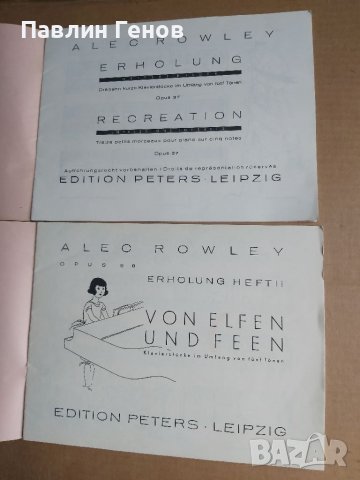 Павлин Генов
ALEC ROWLEY
ERHOLUNG
Dreizehn kurze Klavierstücke im Umfang von fünf Tönen
Opus 37
RECREATION
Treize petits morceaux pour piano sur cinq notes
Opus 37
Aufführungsrecht vorbehalten / Droits de représentation réservés
EDITION PETERS · LEIPZIG
ALEC ROWLEY
OPUS
ERHOLUNG HEFT II
VON ELFEN
UND FEEN
Klavierstücke im Umfang von fünf Tönen
EDITION PETERS · LEIPZIG
BAZAR